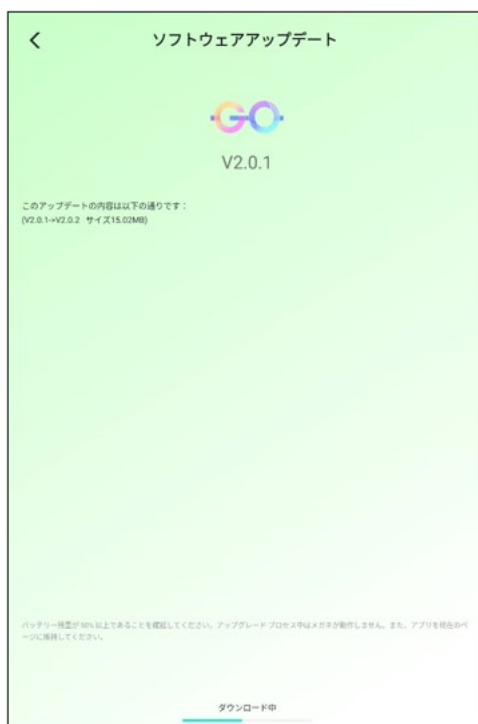 ソフトウェアアップデート
GO
V2.0.1
このアップデートの内容は以下の通りです：
(V2.0.1->V2.0.2 サイズ15.02MB)
バッテリー残量が 50% 以上であることを確認してください。アップグレード プロセス中はメガネが動作しません。また、アプリを現在のペ
ージに維持してください。
ダウンロード中